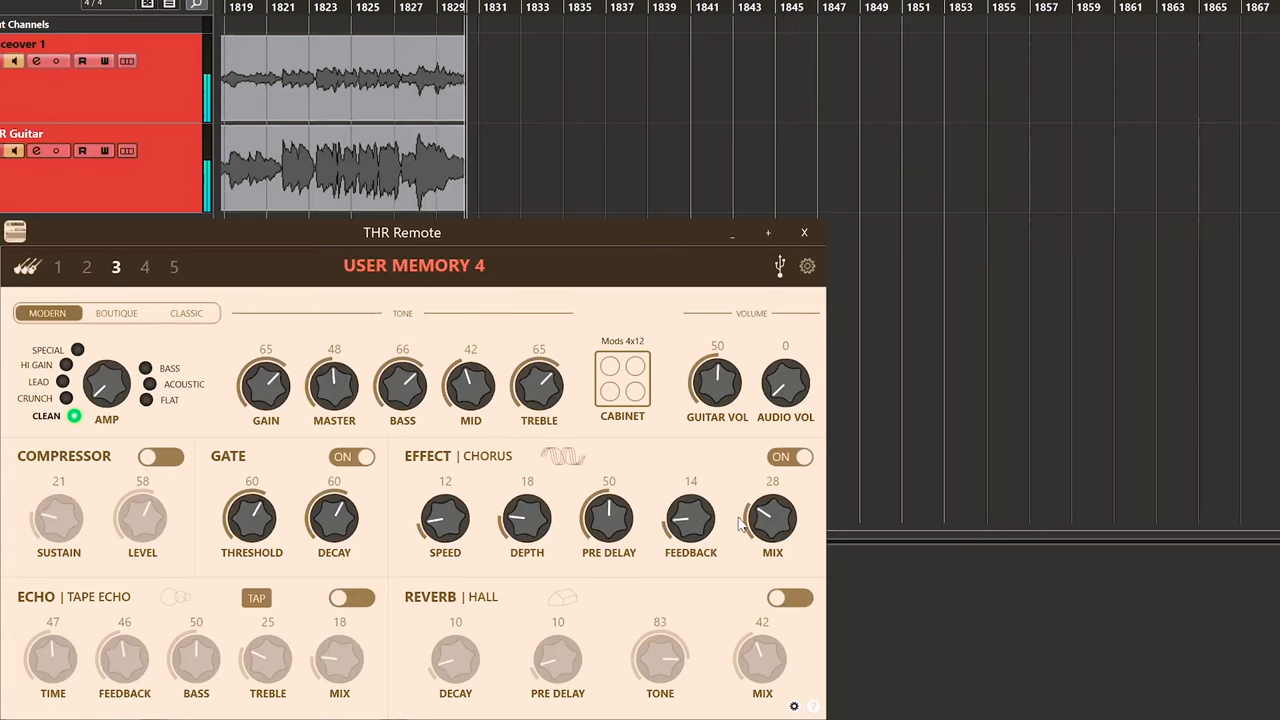 4/4
1819 1821 1823 1825 1827 1829 1831 1833 1835 1837 1839 1841 1843 1845 1847 1849 1851 1853 1855 1857 1859 1861 1863 1865 1867
ut Channels
ceover 1
e R W
R Guitar
e R W
THR Remote
_ + X
1 2 3 4 5
USER MEMORY 4
MODERN BOUTIQUE CLASSIC
TONE
VOLUME
SPECIAL
HI GAIN
LEAD
CRUNCH
CLEAN
AMP
BASS
ACOUSTIC
FLAT
65 48 66 42 65
GAIN MASTER BASS MID TREBLE
Mods 4x12
CABINET
50 0
GUITAR VOL AUDIO VOL
COMPRESSOR
21 58
SUSTAIN LEVEL
GATE ON
60 60
THRESHOLD DECAY
EFFECT | CHORUS ON
12 18 50 14 28
SPEED DEPTH PRE DELAY FEEDBACK MIX
ECHO | TAPE ECHO TAP
47 46 50 25 18
TIME FEEDBACK BASS TREBLE MIX
REVERB | HALL
10 10 83 42
DECAY PRE DELAY TONE MIX
?